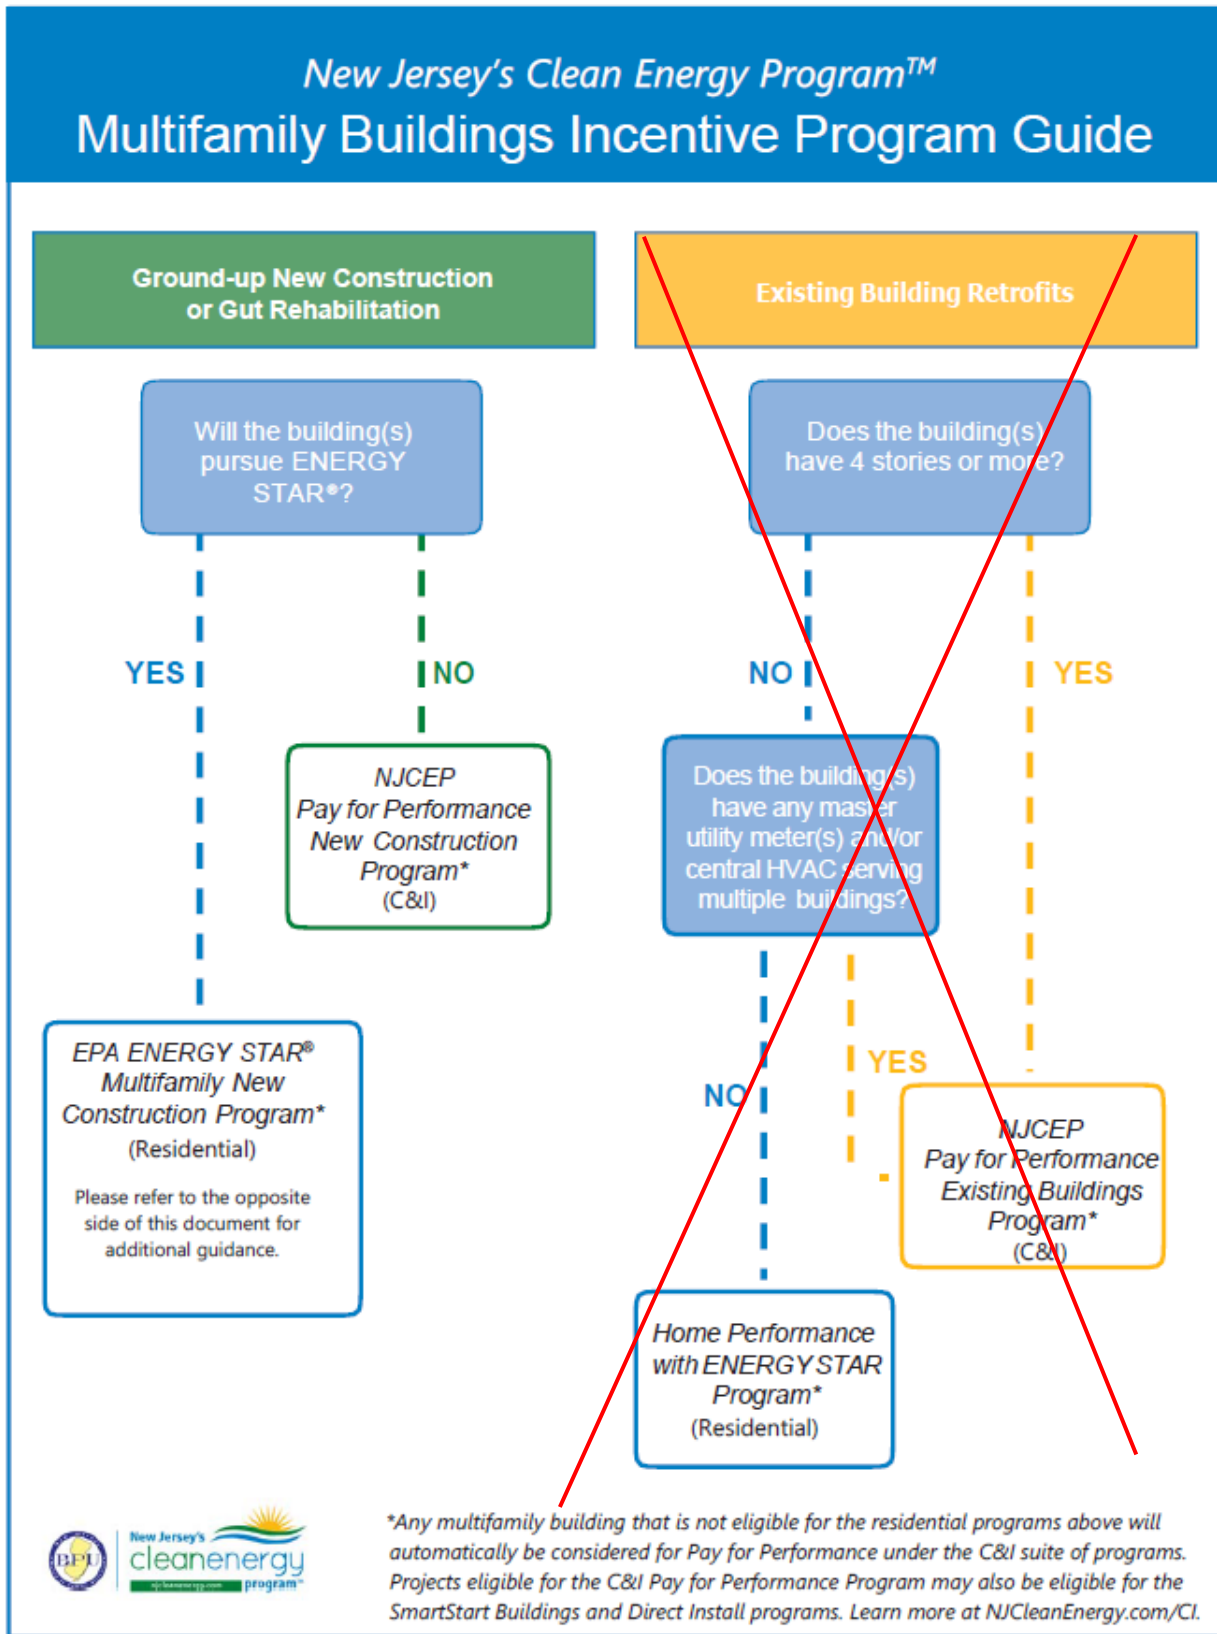 New Jersey's Clean Energy Program™
Multifamily Buildings Incentive Program Guide
Ground-up New Construction
or Gut Rehabilitation
Will the building(s)
pursue ENERGY
STAR®?
YES
NO
NJCEP
Pay for Performance
New Construction
Program*
(C&I)
EPA ENERGY STAR®
Multifamily New
Construction Program*
(Residential)
Please refer to the opposite
side of this document for
additional guidance.
Existing Building Retrofits
Does the building(s)
have 4 stories or more?
NO
YES
Does the building(s)
have any master
utility meter(s) and/or
central HVAC serving
multiple buildings?
NO
YES
NJCEP
Pay for Performance
Existing Buildings
Program*
(C&I)
Home Performance
with ENERGY STAR
Program*
(Residential)
BPU
New Jersey's
cleanenergy
njcleanenergy.com
program™
*Any multifamily building that is not eligible for the residential programs above will
automatically be considered for Pay for Performance under the C&I suite of programs.
Projects eligible for the C&I Pay for Performance Program may also be eligible for the
SmartStart Buildings and Direct Install programs. Learn more at NJCleanEnergy.com/CI.